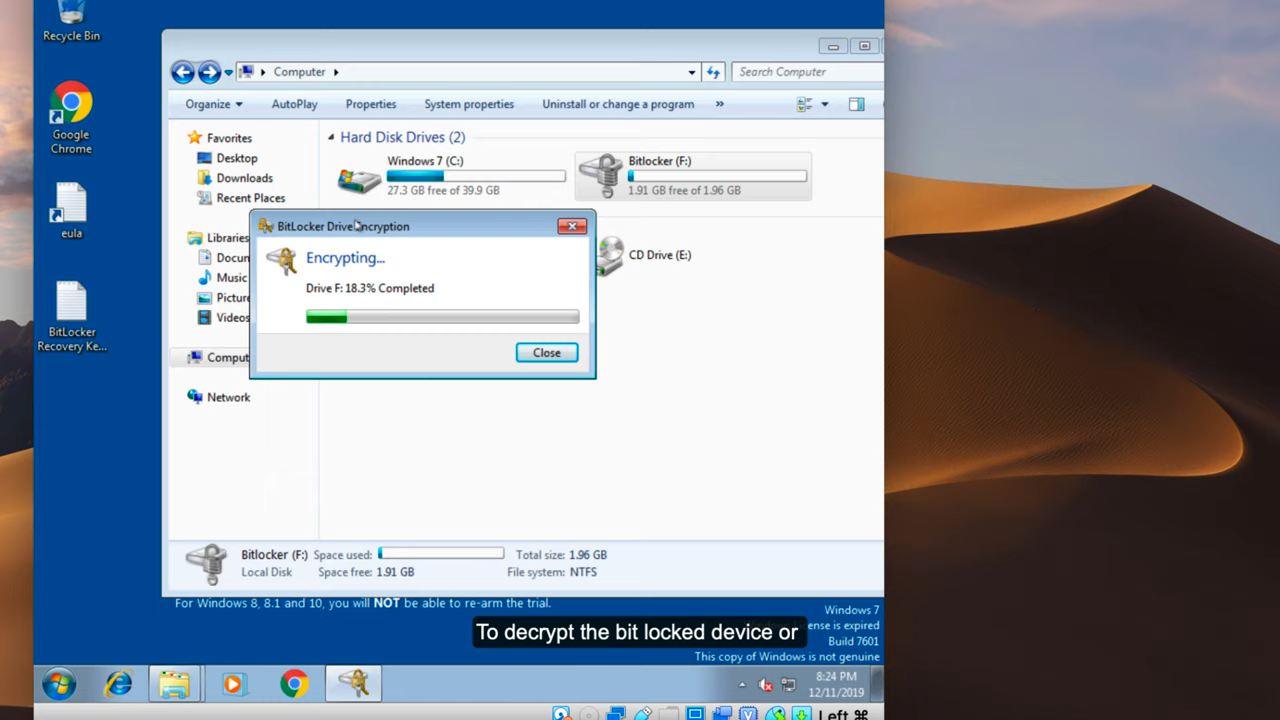 Recycle Bin
Computer
Search Computer
Organize
AutoPlay
Properties
System properties
Uninstall or change a program
»
Google
Chrome
eula
BitLocker
Recovery Ke...
Favorites
Desktop
Downloads
Recent Places
Libraries
Docun
Music
Picture
Videos
Comput
Network
Hard Disk Drives (2)
Windows 7 (C:)
27.3 GB free of 39.9 GB
Bitlocker (F:)
1.91 GB free of 1.96 GB
CD Drive (E:)
BitLocker Drive Encryption
Encrypting...
Drive F: 18.3% Completed
Close
Bitlocker (F:) Space used: Total size: 1.96 GB
Local Disk Space free: 1.91 GB File system: NTFS
For Windows 8, 8.1 and 10, you will NOT be able to re-arm the trial.
Windows 7
ense is expired
Build 7601
This copy of Windows is not genuine
To decrypt the bit locked device or
8:24 PM
12/11/2019
Left ⌘